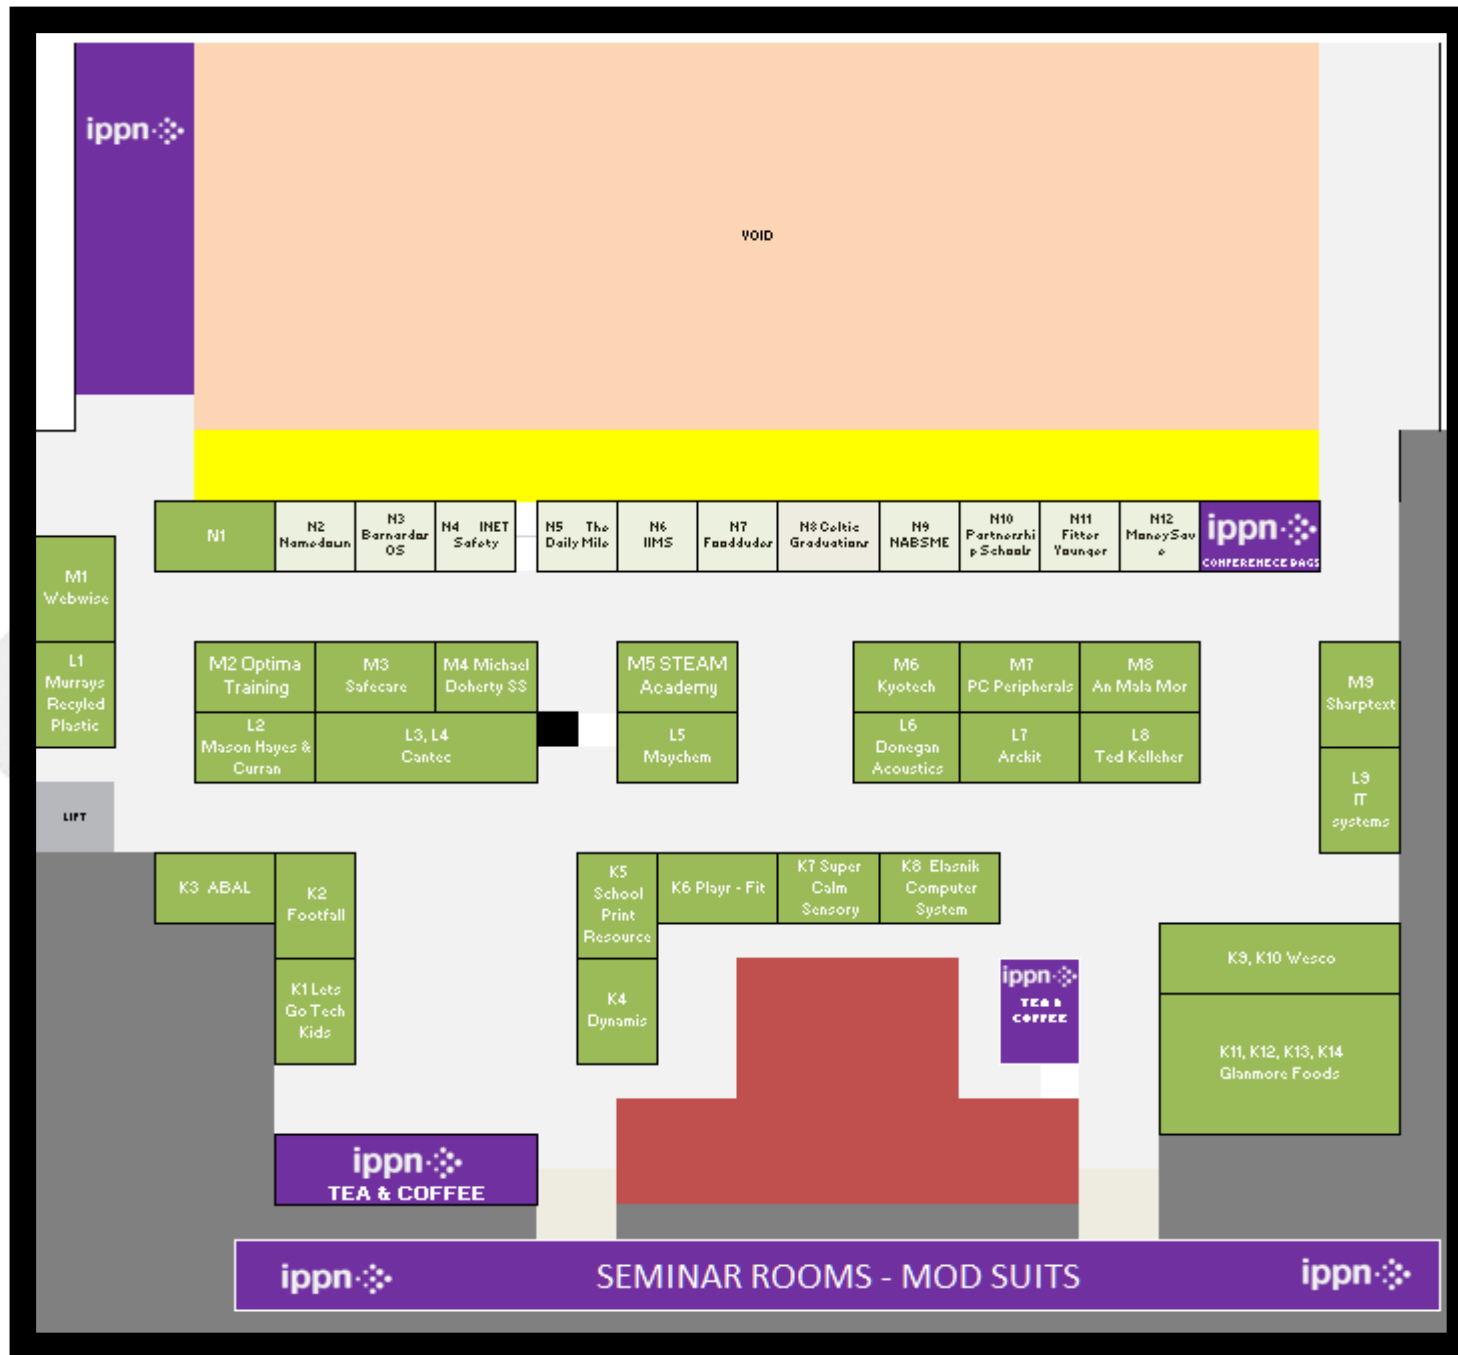 ippn
VOID
N1
N2
Namedown
N3
Barnardos
OS
N4 INET
Safety
N5 The
Daily Mile
N6
IIMS
N7
Fooddudes
N8 Celtic
Graduations
N9
NABSME
N10
Partnershi
p Schools
N11
Fitter
Younger
N12
MoneySav
e
ippn
CONFERENECE BAGS
M1
Webwise
L1
Murrays
Recyled
Plastic
M2 Optima
Training
M3
Safecare
M4 Michael
Doherty SS
M5 STEAM
Academy
M6
Kyotech
M7
PC Peripherals
M8
An Mala Mor
M9
Sharptext
L2
Mason Hayes &
Curran
L3, L4
Cantec
L5
Maychem
L6
Donegan
Acoustics
L7
Arckit
L8
Ted Kelleher
L9
IT
systems
LIFT
K3 ABAL
K2
Footfall
K5
School
Print
Resource
K6 Playr - Fit
K7 Super
Calm
Sensory
K8 Elasnik
Computer
System
K9, K10 Wesco
K1 Lets
Go Tech
Kids
K4
Dynamis
ippn
TEA &
COFFEE
K11, K12, K13, K14
Glanmore Foods
ippn
TEA & COFFEE
ippn SEMINAR ROOMS - MOD SUITS ippn